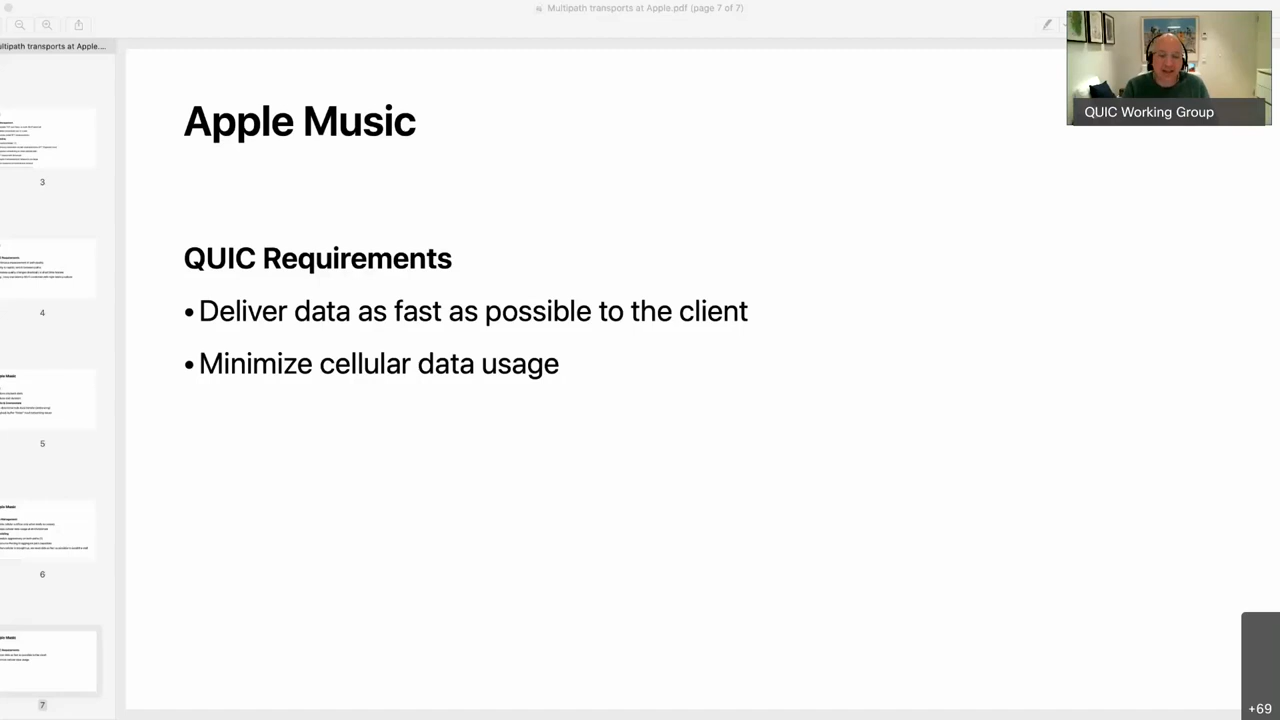 Multipath transports at Apple.pdf (page 7 of 7)
ltipath transports at Apple....
QUIC Working Group
Apple Music
QUIC Requirements
• Deliver data as fast as possible to the client
• Minimize cellular data usage
3
4
5
6
7
+69